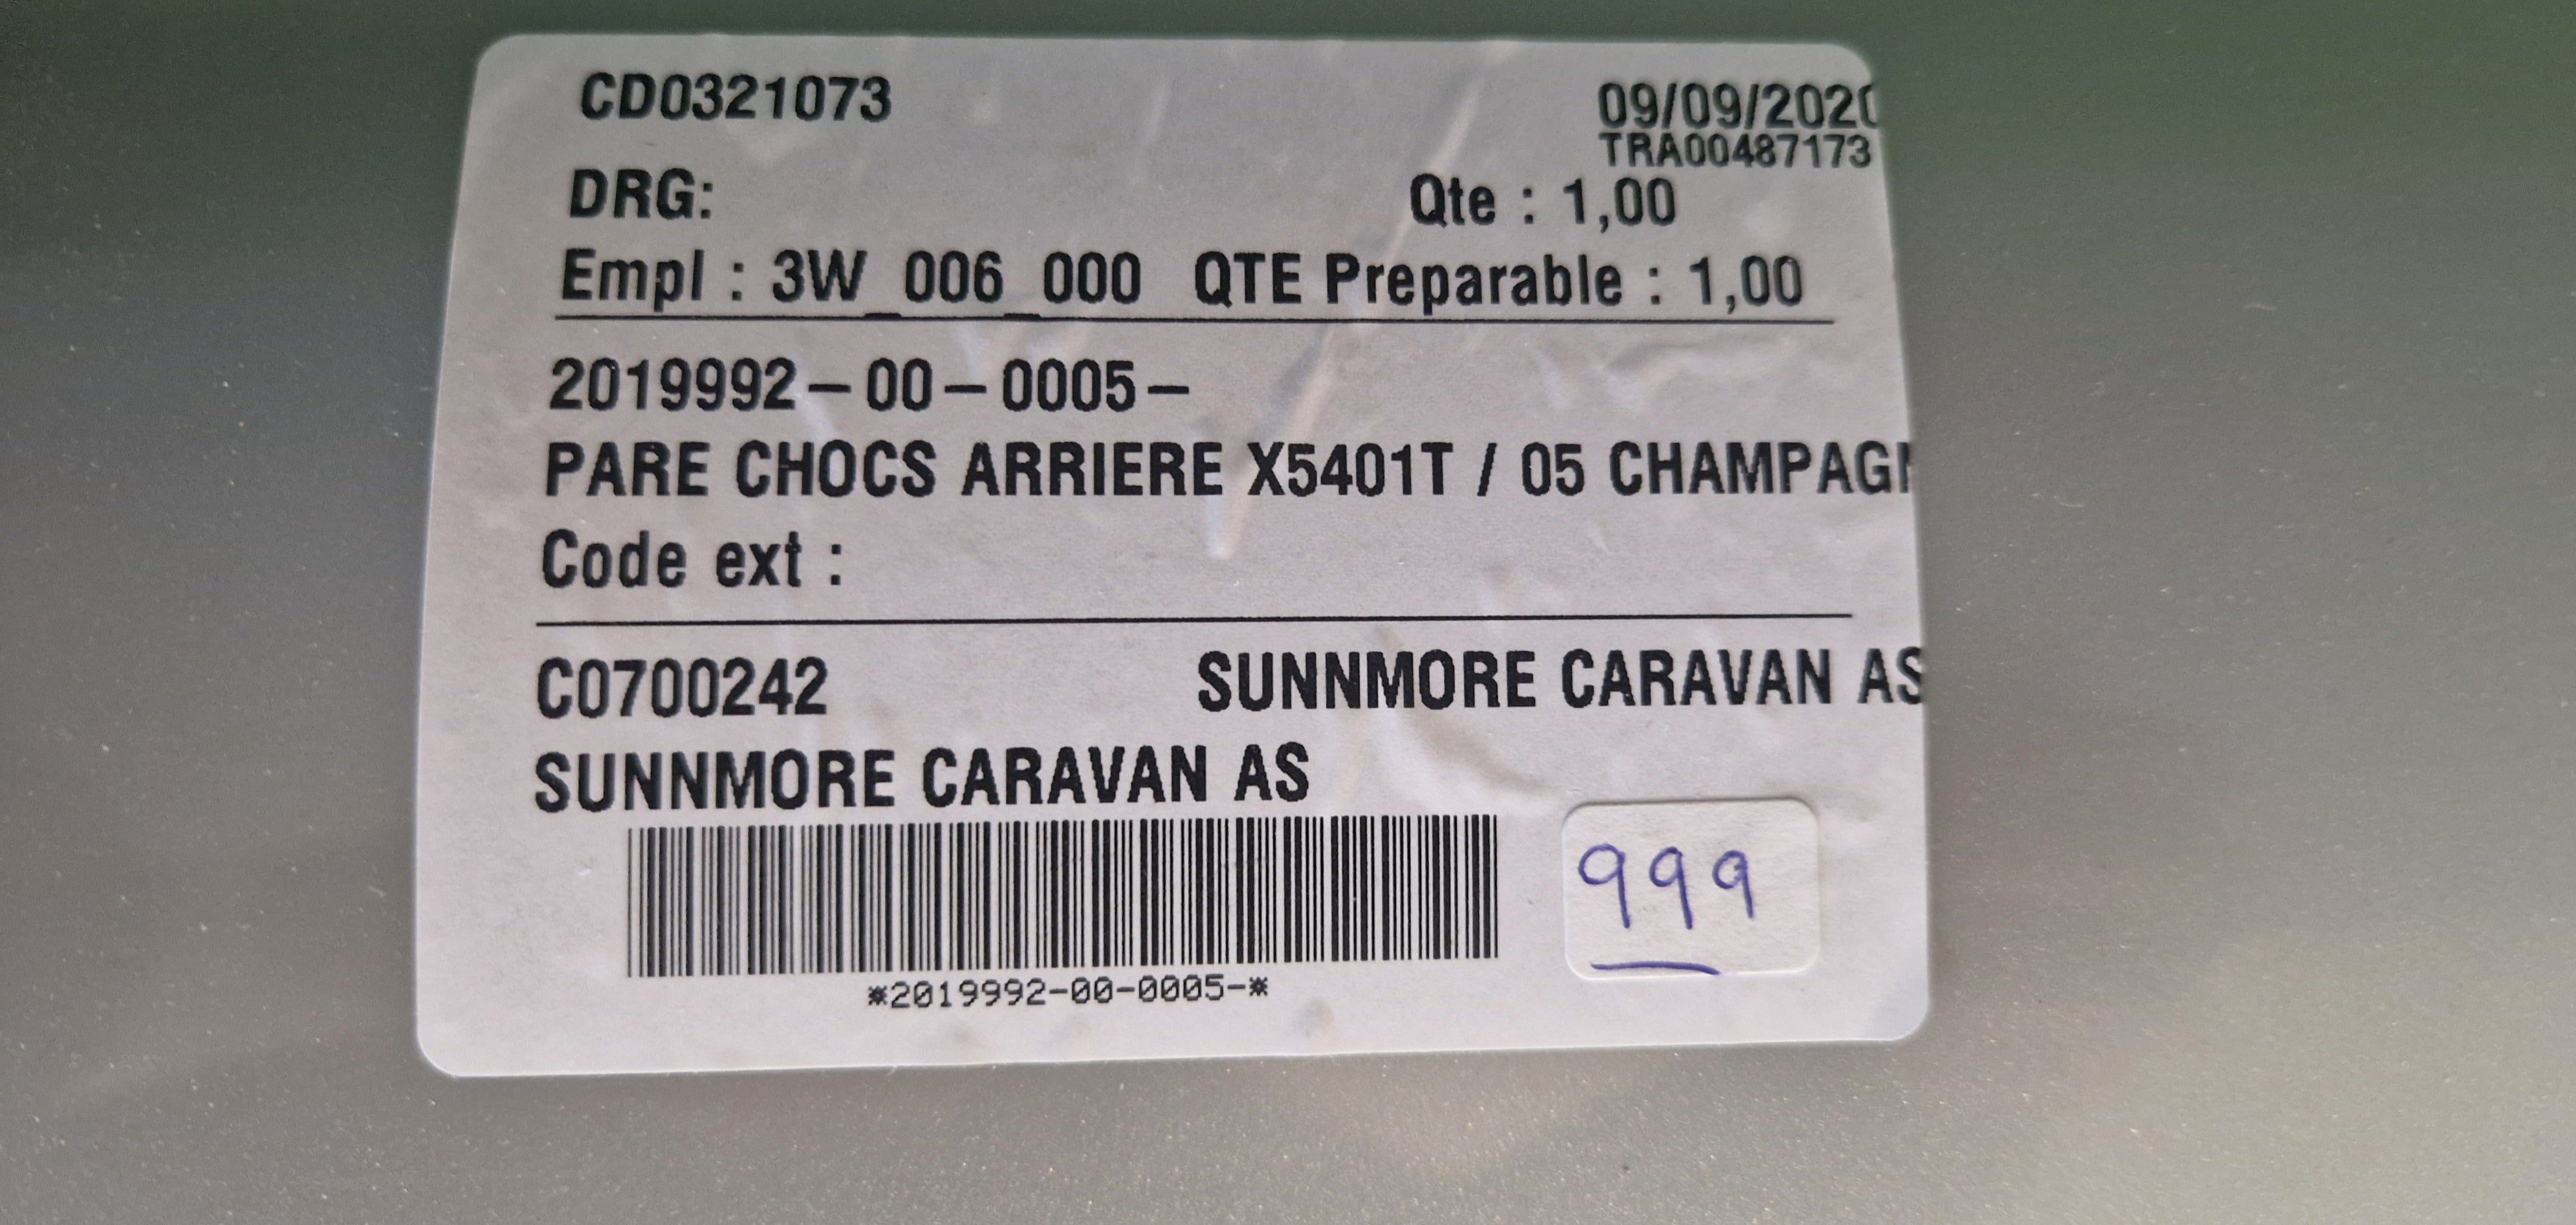 CD0321073
09/09/2020
TRA00487173
DRG:
Qte : 1,00
Empl : 3W_006_000 QTE Preparable : 1,00
2019992-00-0005-
PARE CHOCS ARRIERE X5401T / 05 CHAMPAGN
Code ext :
C0700242
SUNNMORE CARAVAN AS
SUNNMORE CARAVAN AS
*2019992-00-0005-*
999